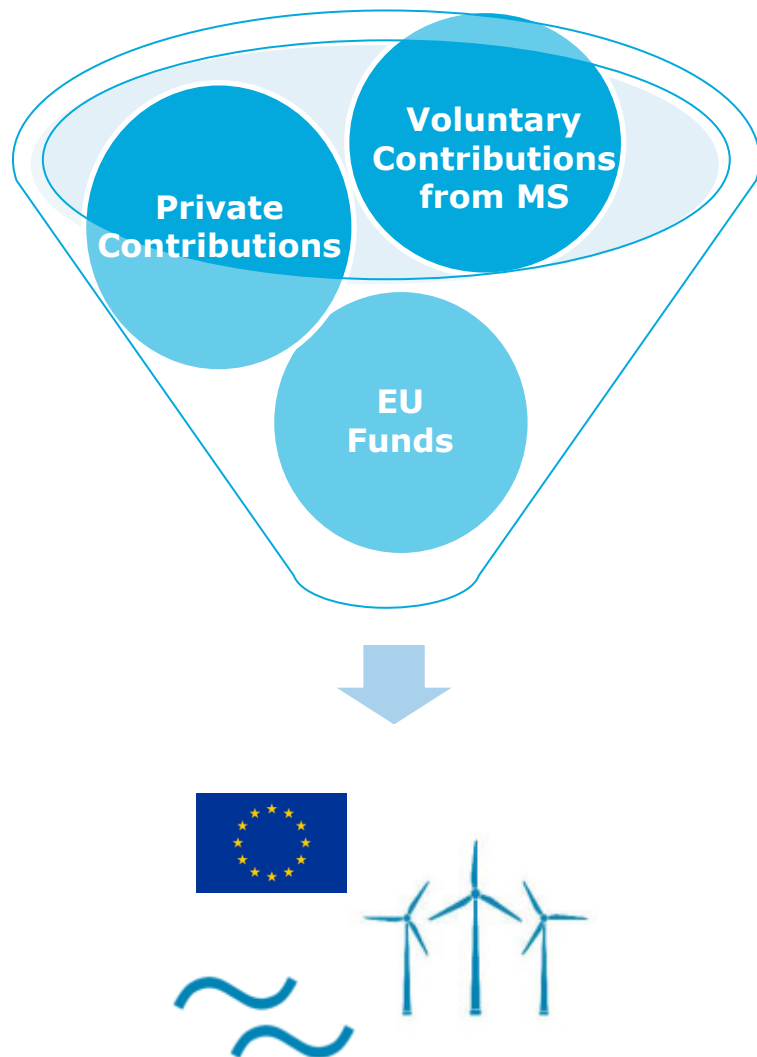 Voluntary
Contributions
from MS
Private
Contributions
EU
Funds